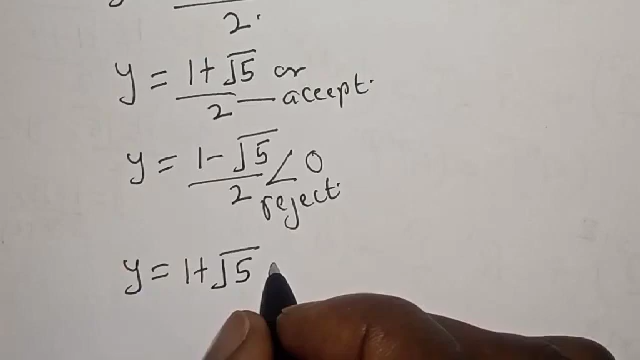 2.
y = 1+√5 or
2 — accept.
y = 1-√5 < 0
2 reject.
y = 1+√5